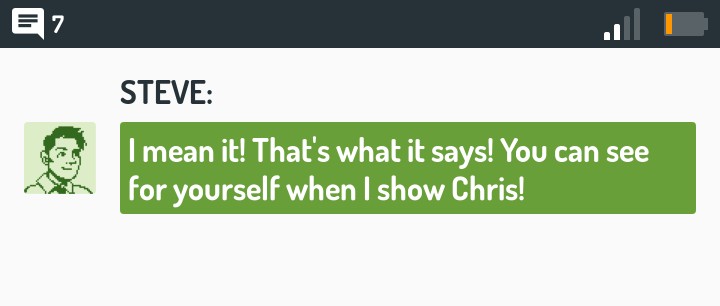 7
STEVE:
I mean it! That's what it says! You can see
for yourself when I show Chris!